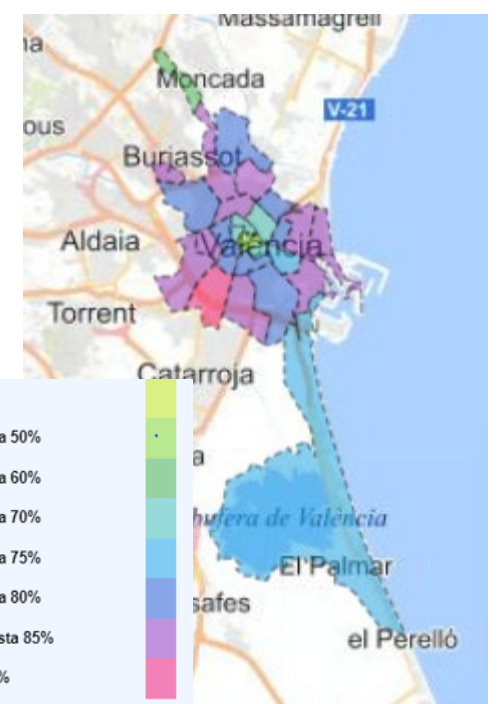 Massamagrell
Moncada
ous
V-21
Burjassot
Aldaia
València
Torrent
Catarroja
a 50%
a 60%
a 70%
a 75%
a 80%
sta 85%
%
bufera de València
El Palmar
safes
el Perelló